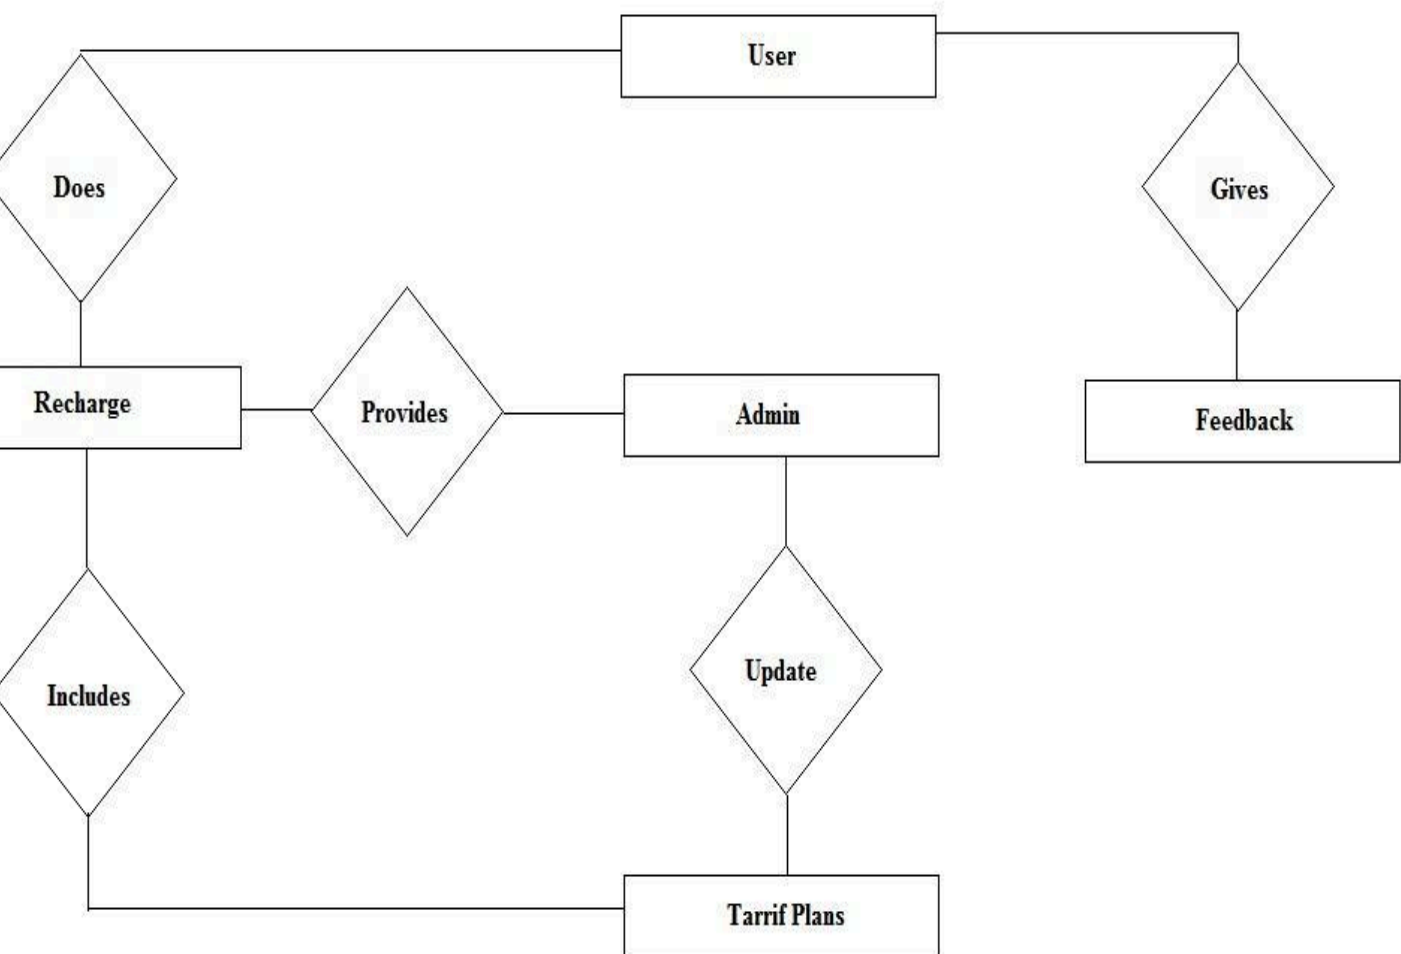 User
Does
Gives
Recharge
Provides
Admin
Feedback
Includes
Update
Tarrif Plans